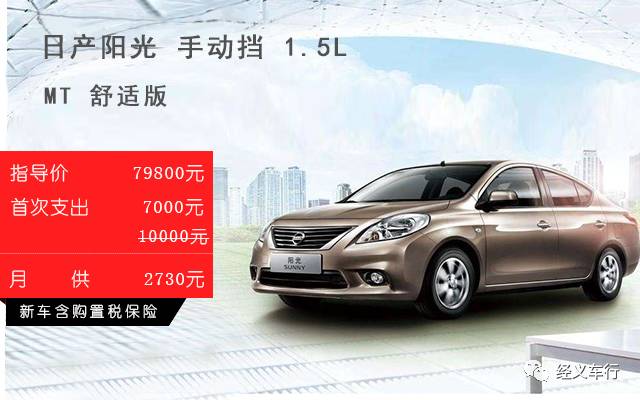 日产阳光 手动挡 1.5L
MT 舒适版
指导价 79800元
首次支出 7000元
10000元
月 供 2730元
新车含购置税保险
阳光
SUNNY
经义车行